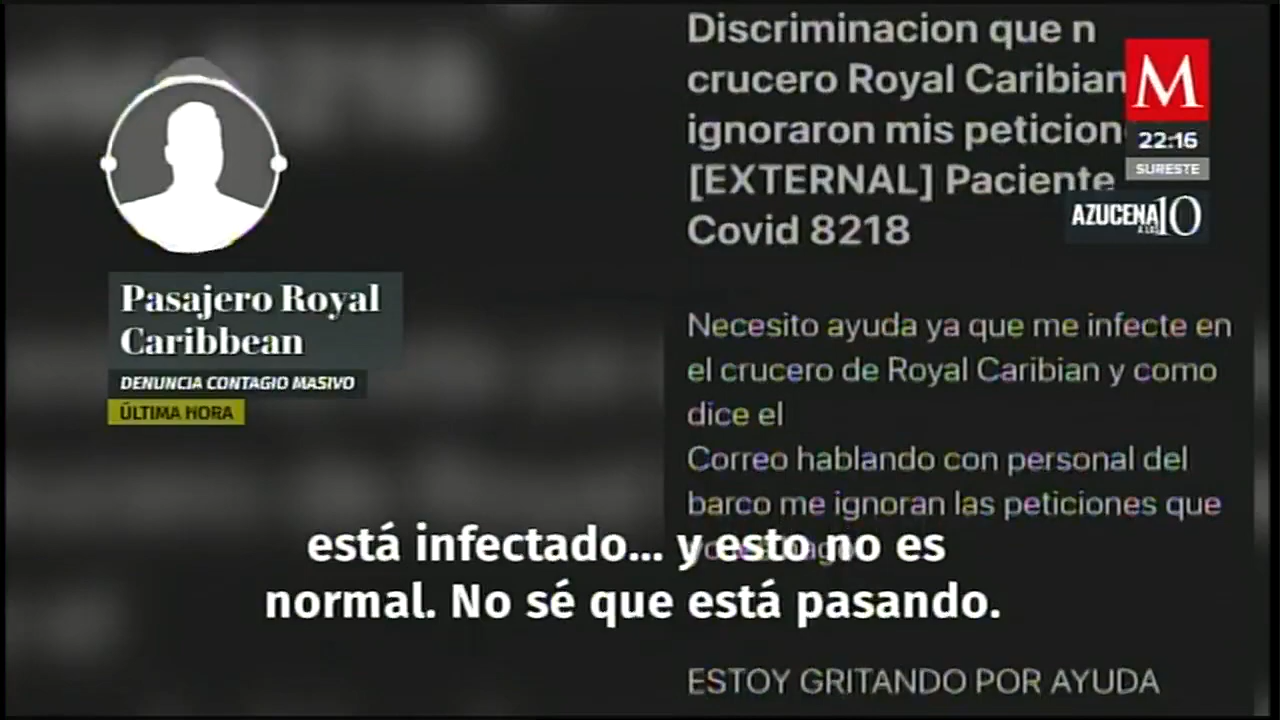 Discriminacion que n
crucero Royal Caribian
ignoraron mis peticion
[EXTERNAL] Paciente
Covid 8218
M
22:16
SURESTE
AZUCENA
A LAS 10
Pasajero Royal
Caribbean
DENUNCIA CONTAGIO MASIVO
ÚLTIMA HORA
Necesito ayuda ya que me infecte en
el crucero de Royal Caribian y como
dice el
Correo hablando con personal del
barco me ignoran las peticiones que
está infectado... y esto no es
normal. No sé que está pasando.
ESTOY GRITANDO POR AYUDA